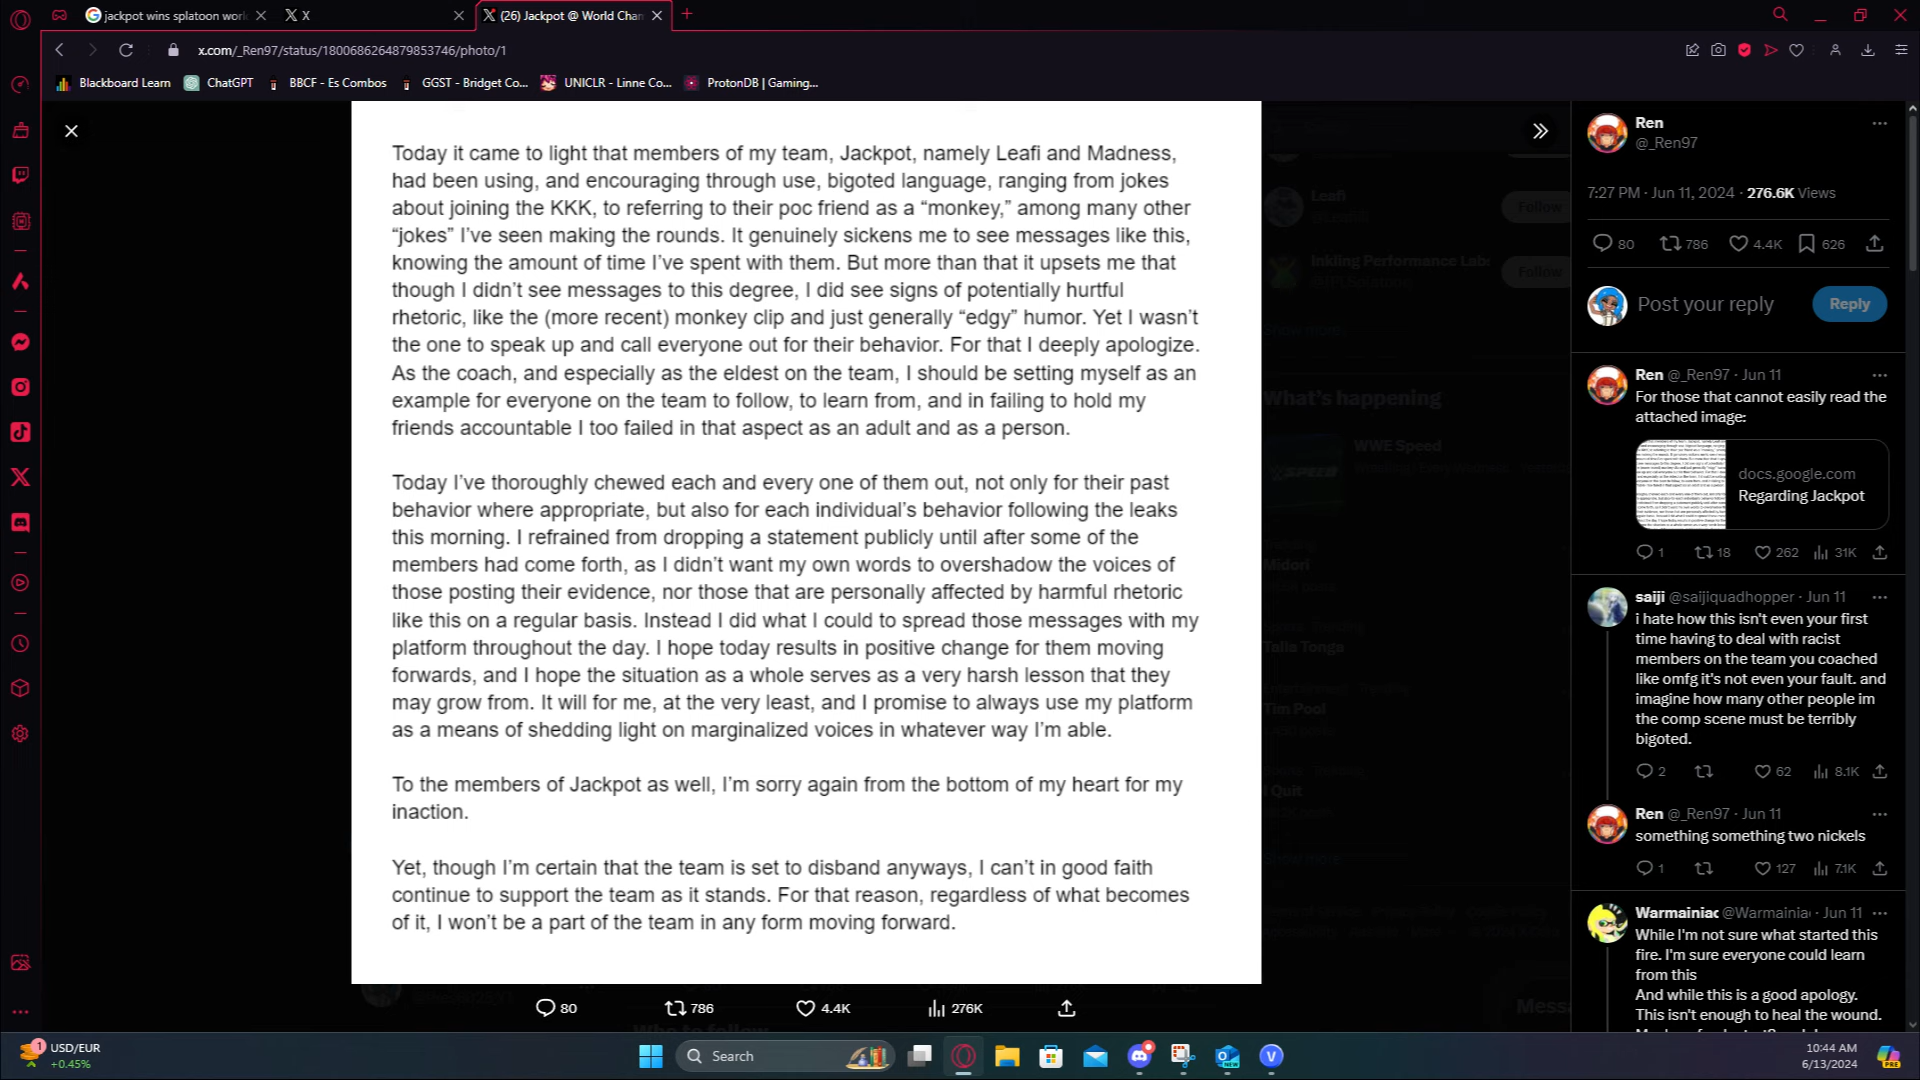 jackpot wins splatoon worl
X
(26) Jackpot @ World Chan
x.com/_Ren97/status/1800686264879853746/photo/1
Blackboard Learn
ChatGPT
BBCF - Es Combos
GGST - Bridget Co...
UNICLR - Linne Co...
ProtonDB | Gaming...
Today it came to light that members of my team, Jackpot, namely Leafi and Madness,
had been using, and encouraging through use, bigoted language, ranging from jokes
about joining the KKK, to referring to their poc friend as a “monkey,” among many other
“jokes” I’ve seen making the rounds. It genuinely sickens me to see messages like this,
knowing the amount of time I’ve spent with them. But more than that it upsets me that
though I didn’t see messages to this degree, I did see signs of potentially hurtful
rhetoric, like the (more recent) monkey clip and just generally “edgy” humor. Yet I wasn’t
the one to speak up and call everyone out for their behavior. For that I deeply apologize.
As the coach, and especially as the eldest on the team, I should be setting myself as an
example for everyone on the team to follow, to learn from, and in failing to hold my
friends accountable I too failed in that aspect as an adult and as a person.
Today I’ve thoroughly chewed each and every one of them out, not only for their past
behavior where appropriate, but also for each individual’s behavior following the leaks
this morning. I refrained from dropping a statement publicly until after some of the
members had come forth, as I didn’t want my own words to overshadow the voices of
those posting their evidence, nor those that are personally affected by harmful rhetoric
like this on a regular basis. Instead I did what I could to spread those messages with my
platform throughout the day. I hope today results in positive change for them moving
forwards, and I hope the situation as a whole serves as a very harsh lesson that they
may grow from. It will for me, at the very least, and I promise to always use my platform
as a means of shedding light on marginalized voices in whatever way I’m able.
To the members of Jackpot as well, I’m sorry again from the bottom of my heart for my
inaction.
Yet, though I’m certain that the team is set to disband anyways, I can’t in good faith
continue to support the team as it stands. For that reason, regardless of what becomes
of it, I won’t be a part of the team in any form moving forward.
80 786 4.4K 276K
Leafi
Follow
Inkling Performance Labs
Follow
Show more
What's happening
WWE Speed
Midori
Talia Tonga
Tim Pool
I Quit
Show more
Who to follow
Messa
Ren
@_Ren97
7:27 PM · Jun 11, 2024 · 276.6K Views
80 786 4.4K 626
Post your reply
Reply
Ren @_Ren97 · Jun 11
For those that cannot easily read the
attached image:
docs.google.com
Regarding Jackpot
1 18 262 31K
saiji @saijiquadhopper · Jun 11
i hate how this isn't even your first
time having to deal with racist
members on the team you coached
like omfg it's not even your fault. and
imagine how many other people im
the comp scene must be terribly
bigoted.
2 62 8.1K
Ren @_Ren97 · Jun 11
something something two nickels
1 127 7.1K
Warmainiac @Warmainiac · Jun 11
While I'm not sure what started this
fire. I'm sure everyone could learn
from this
And while this is a good apology.
This isn't enough to heal the wound.
1
USD/EUR
+0.45%
Search
10:44 AM
6/13/2024
PRE